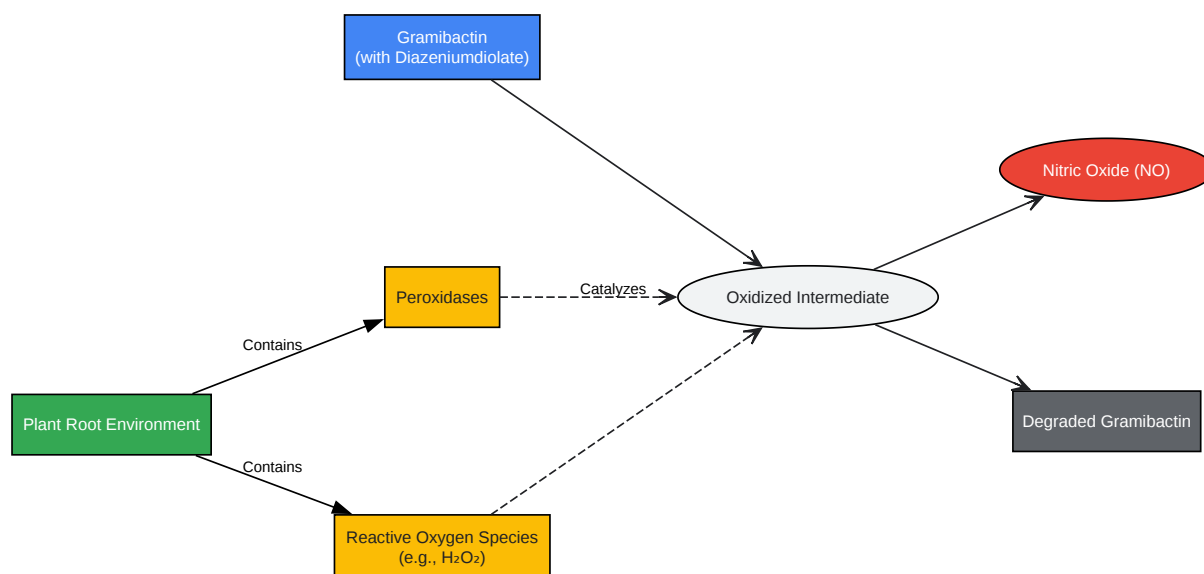 Gramibactin
(with Diazeniumdiolate)
Nitric Oxide (NO)
Peroxidases
Catalyzes
Oxidized Intermediate
Contains
Plant Root Environment
Degraded Gramibactin
Contains
Reactive Oxygen Species
(e.g., H₂O₂)